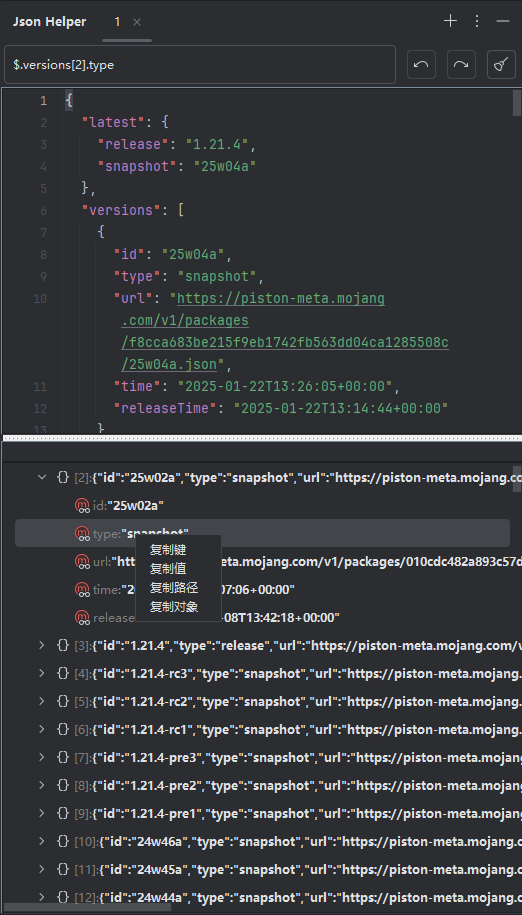 Json Helper 1
$.versions[2].type
1 {
2 "latest": {
3 "release": "1.21.4",
4 "snapshot": "25w04a"
5 },
6 "versions": [
7 {
8 "id": "25w04a",
9 "type": "snapshot",
10 "url": "https://piston-meta.mojang
.com/v1/packages
/f8cca683be215f9eb1742fb563dd04ca1285508c
/25w04a.json",
11 "time": "2025-01-22T13:26:05+00:00",
12 "releaseTime": "2025-01-22T13:14:44+00:00"
13 }
{} [2]:{"id":"25w02a","type":"snapshot","url":"https://piston-meta.mojang.co
id:"25w02a"
type:"snapshot"
复制键
url:"htt
eta.mojang.com/v1/packages/010cdc482a893c57d
复制值
time:"20
07:06+00:00"
复制路径
release
-08T13:42:18+00:00"
复制对象
{} [3]:{"id":"1.21.4","type":"release","url":"https://piston-meta.mojang.com/v
{} [4]:{"id":"1.21.4-rc3","type":"snapshot","url":"https://piston-meta.mojang.
{} [5]:{"id":"1.21.4-rc2","type":"snapshot","url":"https://piston-meta.mojang.
{} [6]:{"id":"1.21.4-rc1","type":"snapshot","url":"https://piston-meta.mojang.
{} [7]:{"id":"1.21.4-pre3","type":"snapshot","url":"https://piston-meta.mojang
{} [8]:{"id":"1.21.4-pre2","type":"snapshot","url":"https://piston-meta.mojang
{} [9]:{"id":"1.21.4-pre1","type":"snapshot","url":"https://piston-meta.mojang
{} [10]:{"id":"24w46a","type":"snapshot","url":"https://piston-meta.mojang.co
{} [11]:{"id":"24w45a","type":"snapshot","url":"https://piston-meta.mojang.co
{} [12]:{"id":"24w44a","type":"snapshot","url":"https://piston-meta.mojang.co